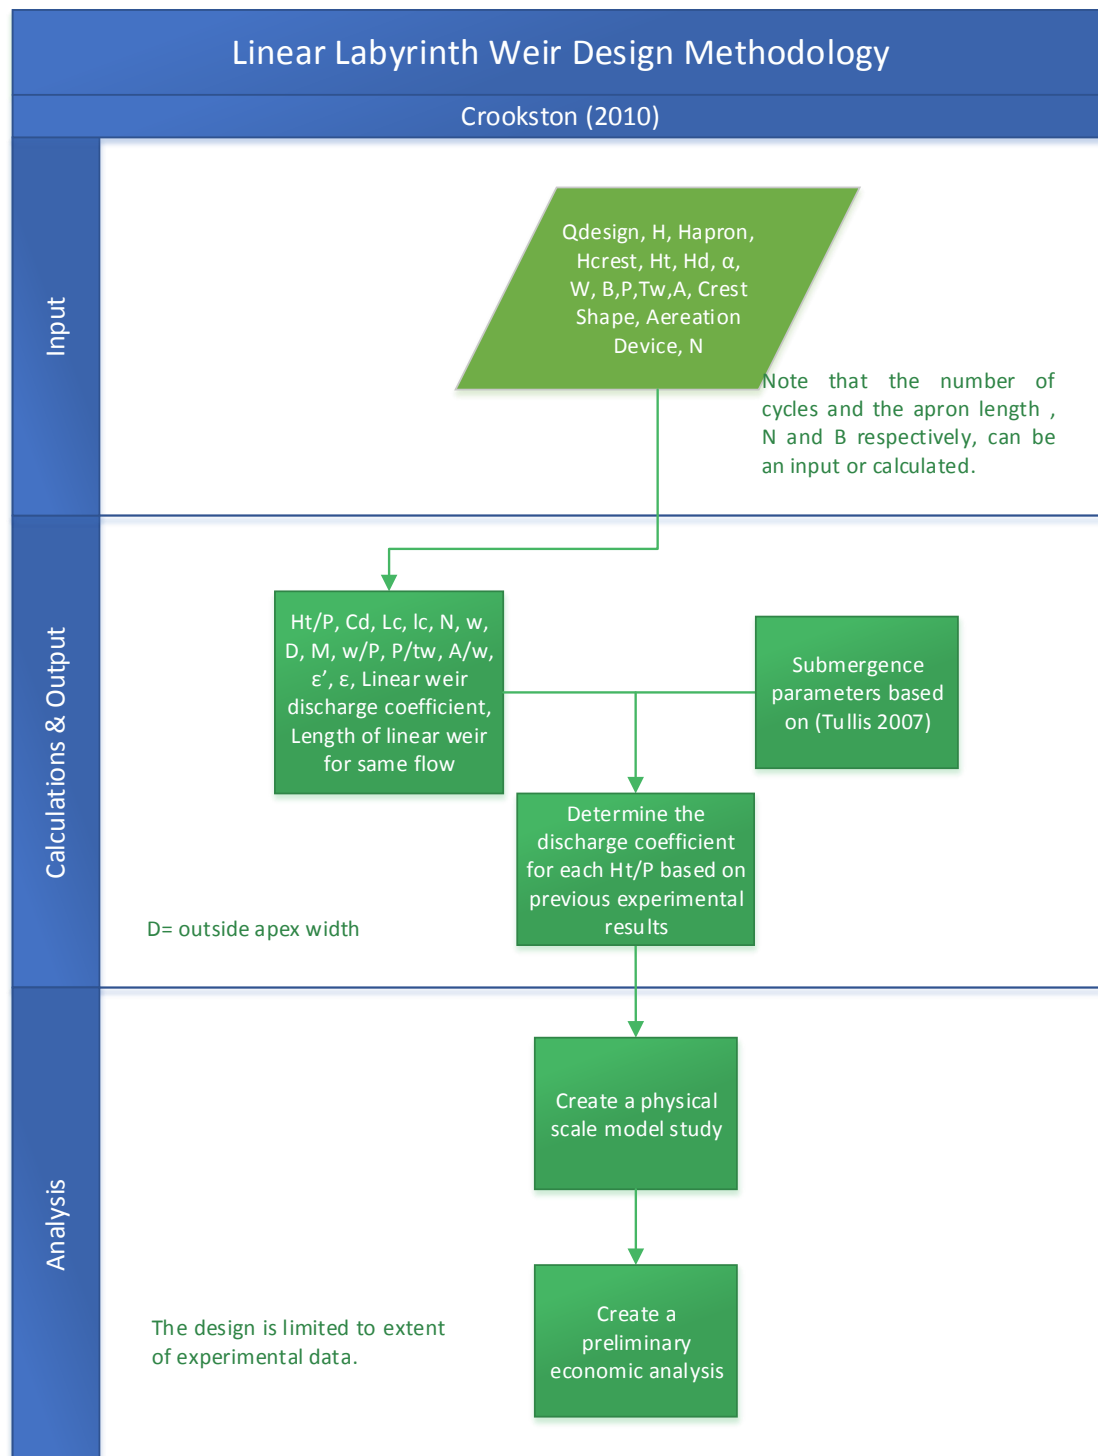 Linear Labyrinth Weir Design Methodology
Crookston (2010)
Input
Qdesign, H, Hapron,
Hcrest, Ht, Hd, α,
W, B,P,Tw,A, Crest
Shape, Aereation
Device, N
Note that the number of
cycles and the apron length ,
N and B respectively, can be
an input or calculated.
Calculations & Output
Ht/P, Cd, Lc, lc, N, w,
D, M, w/P, P/tw, A/w,
ε’, ε, Linear weir
discharge coefficient,
Length of linear weir
for same flow
Submergence
parameters based
on (Tullis 2007)
Determine the
discharge coefficient
for each Ht/P based on
previous experimental
results
D= outside apex width
Analysis
Create a physical
scale model study
Create a
preliminary
economic analysis
The design is limited to extent
of experimental data.